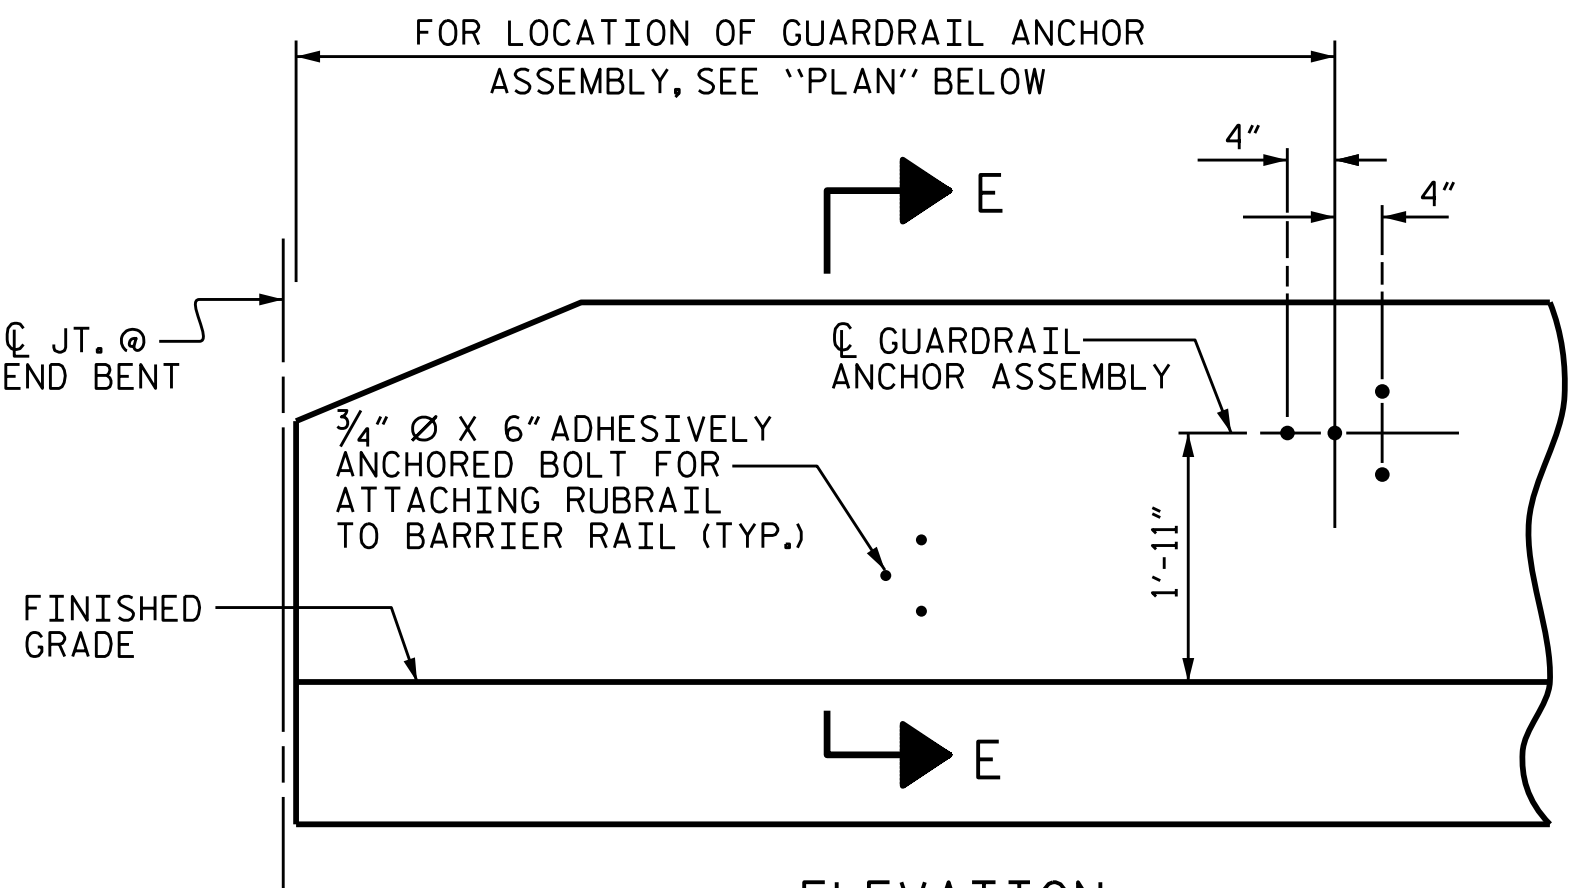 FOR LOCATION OF GUARDRAIL ANCHOR
ASSEMBLY, SEE "PLAN" BELOW
4"
4"
E
℄ JT. @
END BENT
℄ GUARDRAIL
ANCHOR ASSEMBLY
3/4" Ø X 6" ADHESIVELY
ANCHORED BOLT FOR
ATTACHING RUBRAIL
TO BARRIER RAIL (TYP.)
1'-11"
FINISHED
GRADE
E
ELEVATION